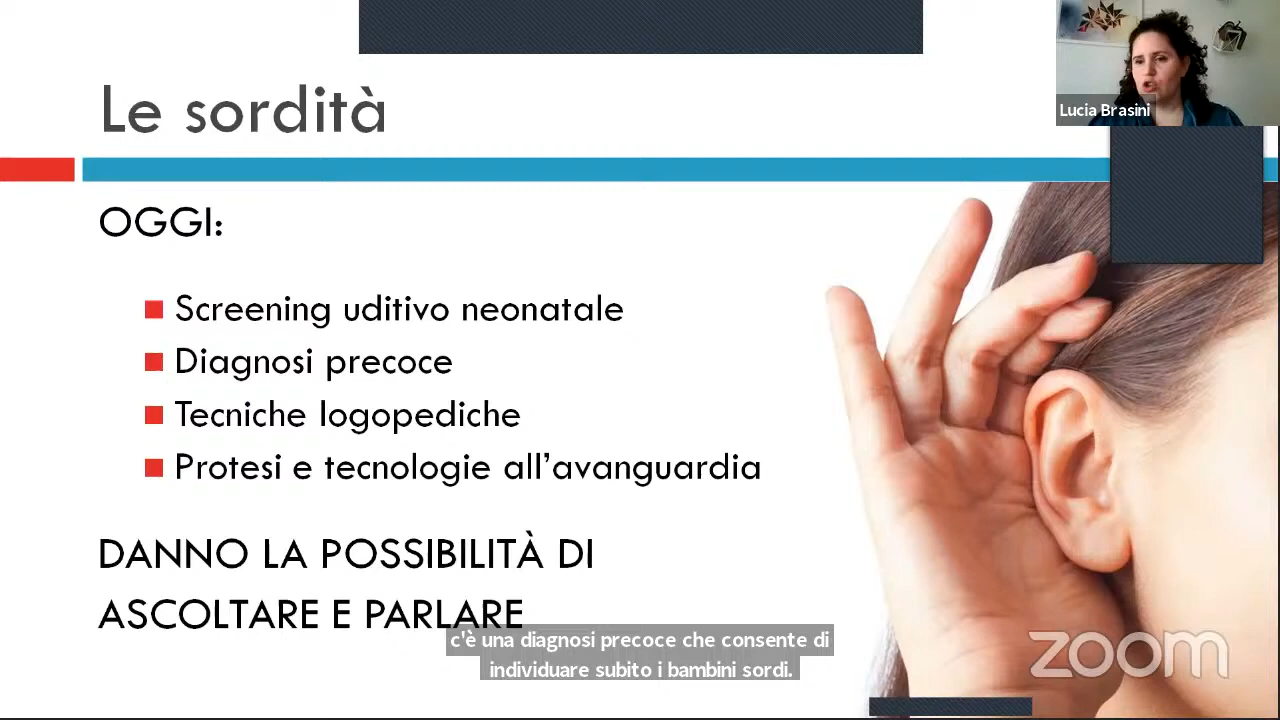 Le sordità
Lucia Brasini
OGGI:
Screening uditivo neonatale
Diagnosi precoce
Tecniche logopediche
Protesi e tecnologie all'avanguardia
DANNO LA POSSIBILITÀ DI
ASCOLTARE E PARLARE
c'è una diagnosi precoce che consente di
individuare subito i bambini sordi.
zoom